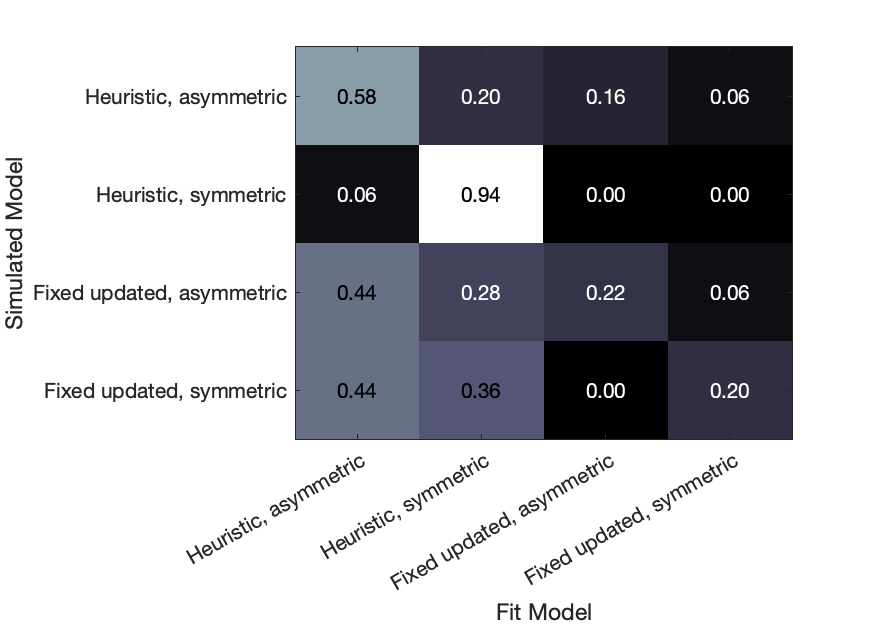 Simulated Model
Heuristic, asymmetric 0.58 0.20 0.16 0.06
Heuristic, symmetric 0.06 0.94 0.00 0.00
Fixed updated, asymmetric 0.44 0.28 0.22 0.06
Fixed updated, symmetric 0.44 0.36 0.00 0.20
Heuristic, asymmetric
Heuristic, symmetric
Fixed updated, asymmetric
Fixed updated, symmetric
Fit Model